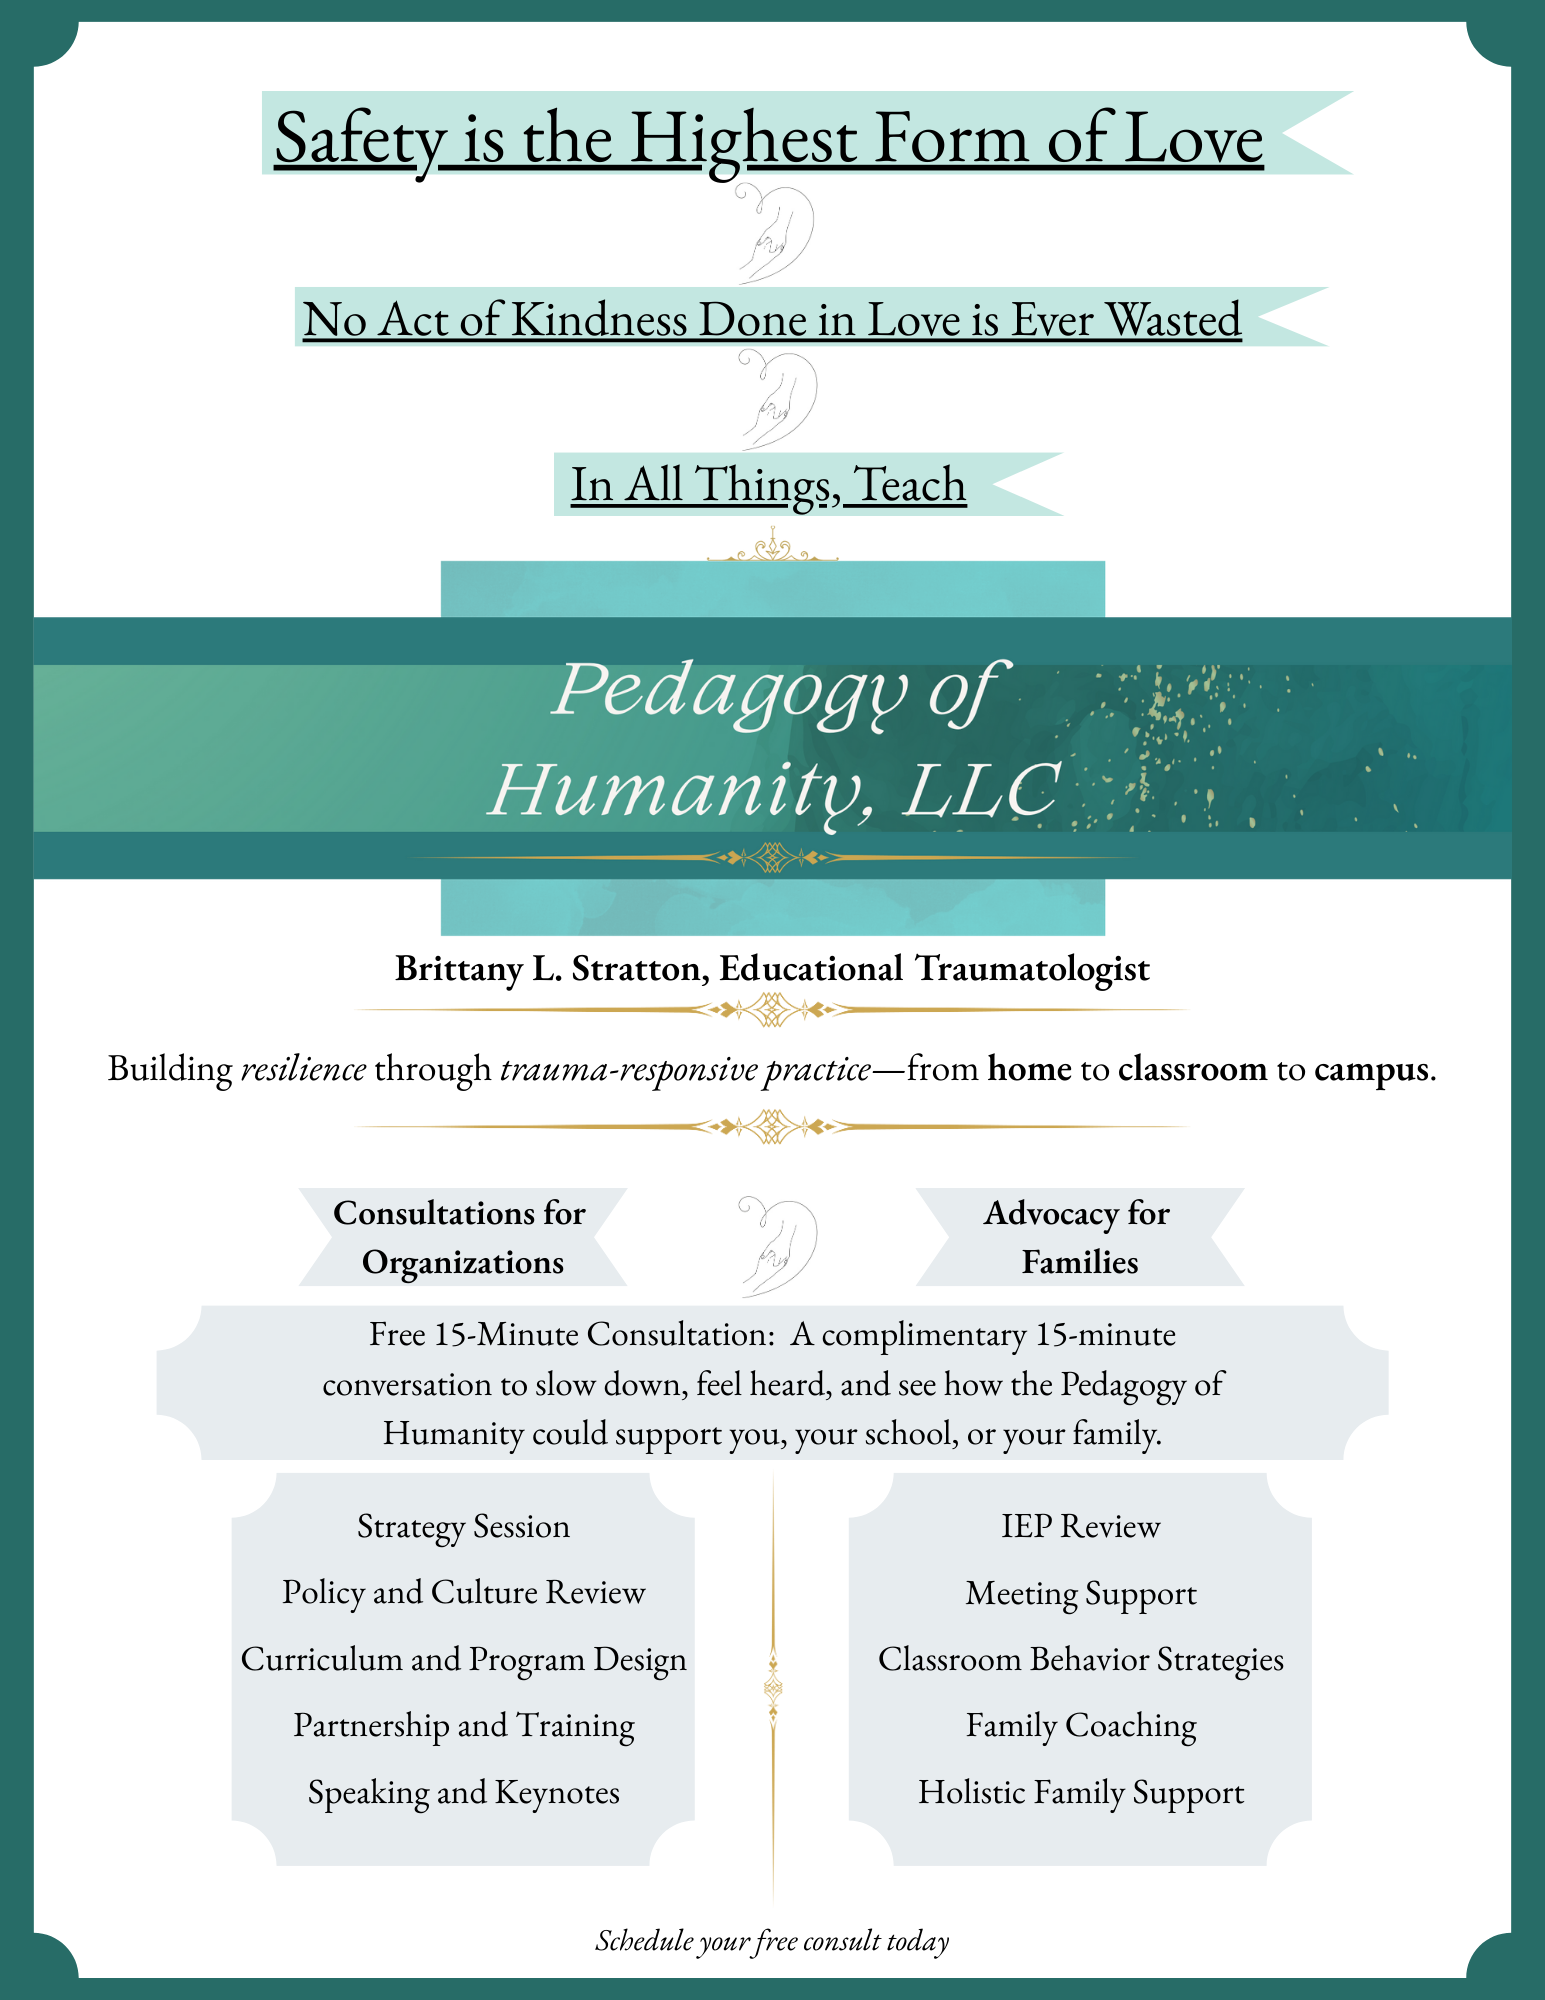 Safety is the Highest Form of Love
No Act of Kindness Done in Love is Ever Wasted
In All Things, Teach
Pedagogy of
Humanity, LLC
Brittany L. Stratton, Educational Traumatologist
Building resilience through trauma-responsive practice—from home to classroom to campus.
Consultations for
Organizations
Advocacy for
Families
Free 15-Minute Consultation:  A complimentary 15-minute
conversation to slow down, feel heard, and see how the Pedagogy of
Humanity could support you, your school, or your family.
Strategy Session
Policy and Culture Review
Curriculum and Program Design
Partnership and Training
Speaking and Keynotes
IEP Review
Meeting Support
Classroom Behavior Strategies
Family Coaching
Holistic Family Support
Schedule your free consult today